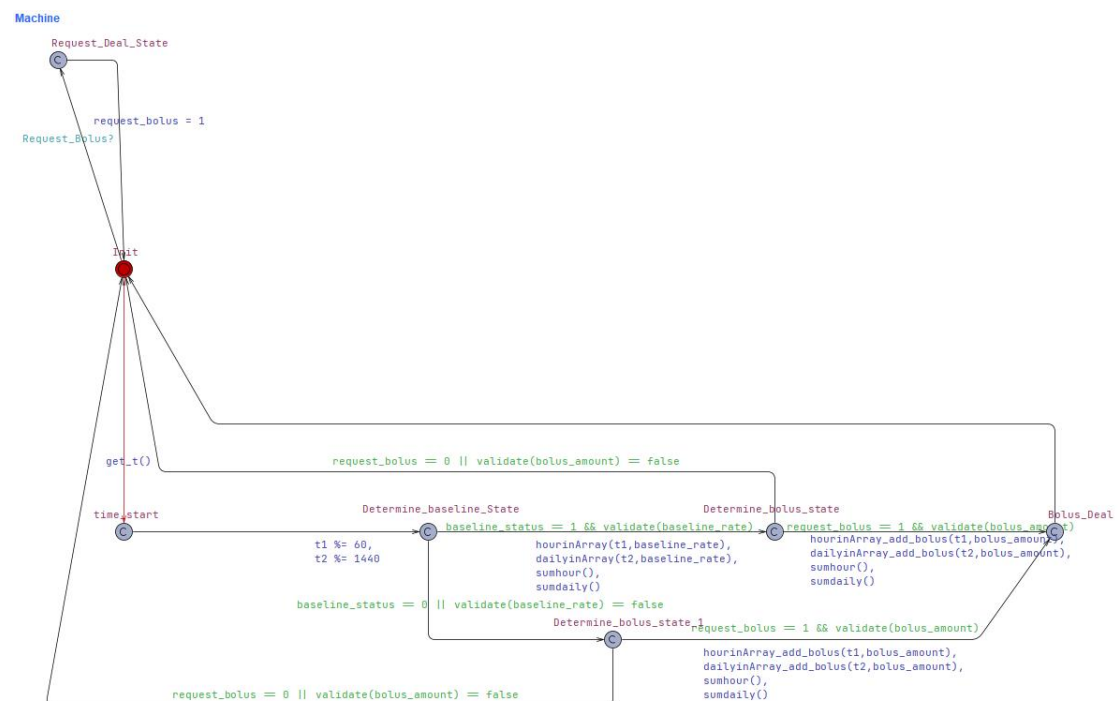 Machine
Request_Deal_State
C
request_bolus = 1
Request_Bolus?
Init
get_t()
request_bolus == 0 || validate(bolus_amount) == false
time_start
Determine_baseline_State
Determine_bolus_state
Bolus_Deal
C
C
baseline_status == 1 && validate(baseline_rate)
C
request_bolus == 1 && validate(bolus_amount)
C
t1 %= 60,
t2 %= 1440
hourinArray(t1,baseline_rate),
dailyinArray(t2,baseline_rate),
sumhour(),
sumdaily()
hourinArray_add_bolus(t1,bolus_amount),
dailyinArray_add_bolus(t2,bolus_amount),
sumhour(),
sumdaily()
baseline_status == 0 || validate(baseline_rate) == false
Determine_bolus_state_1
C
request_bolus == 1 && validate(bolus_amount)
hourinArray_add_bolus(t1,bolus_amount),
dailyinArray_add_bolus(t2,bolus_amount),
sumhour(),
sumdaily()
request_bolus == 0 || validate(bolus_amount) == false